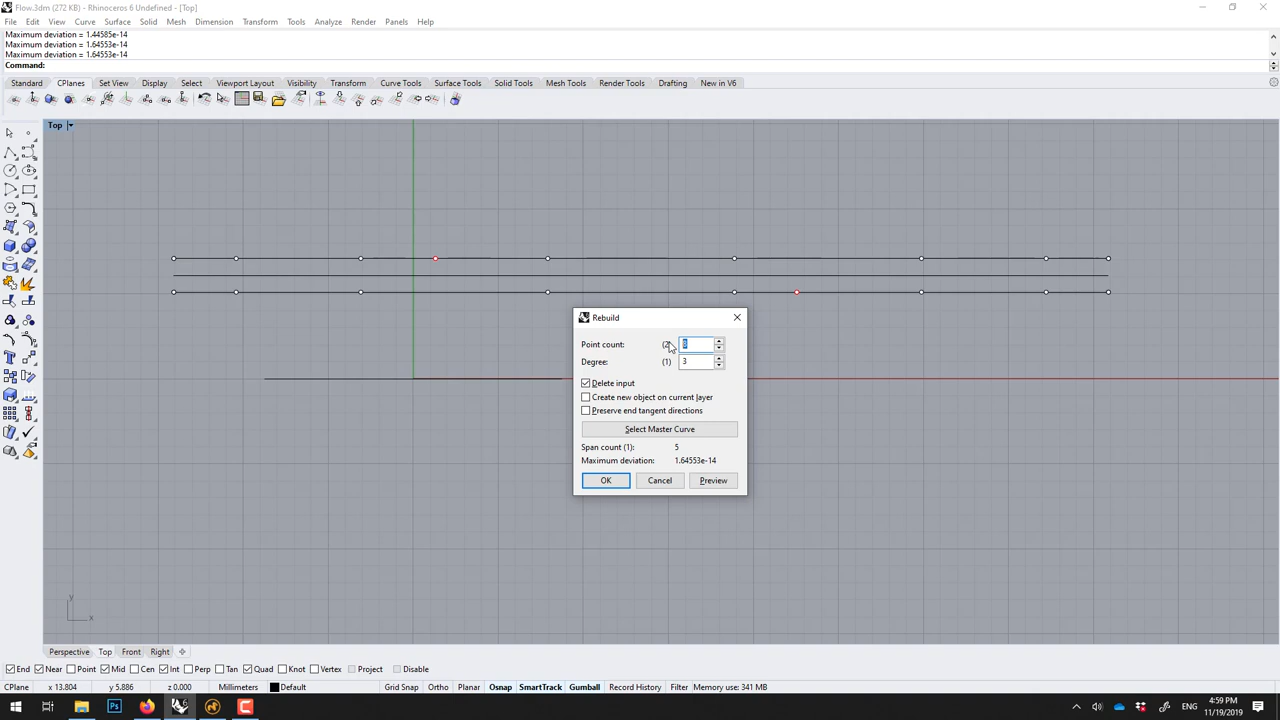 Flow.3dm (272 KB) - Rhinoceros 6 Undefined - [Top]
File Edit View Curve Surface Solid Mesh Dimension Transform Tools Analyze Render Panels Help
Maximum deviation = 1.44585e-14
Maximum deviation = 1.64553e-14
Maximum deviation = 1.64553e-14
Command:
Standard CPlanes Set View Display Select Viewport Layout Visibility Transform Curve Tools Surface Tools Solid Tools Mesh Tools Render Tools Drafting New in V6
Top
Rebuild
Point count:
Degree: (1) 3
Delete input
Create new object on current layer
Preserve end tangent directions
Select Master Curve
Span count (1): 5
Maximum deviation: 1.64553e-14
OK Cancel Preview
y
x
Perspective Top Front Right
End Near Point Mid Cen Int Perp Tan Quad Knot Vertex Project Disable
CPlane x 13.804 y 5.886 z 0.000 Millimeters Default Grid Snap Ortho Planar Osnap SmartTrack Gumball Record History Filter Memory use: 341 MB
Ps ENG 4:59 PM
11/19/2019